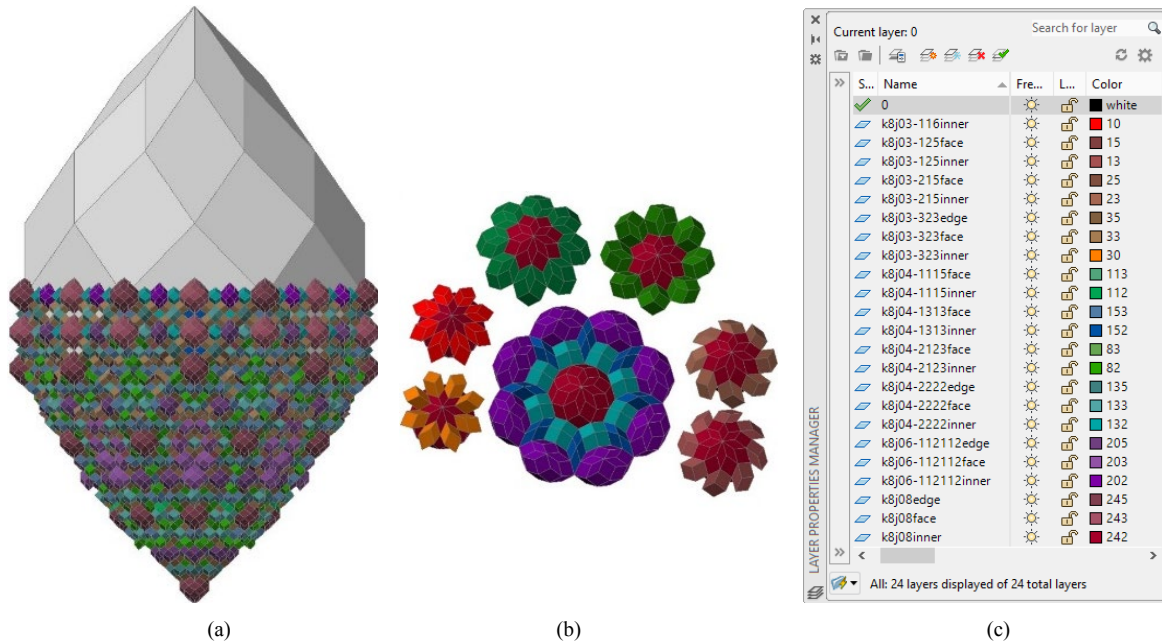 Search for layer
Current layer: 0
S... Name Fre... L... Color
0 white
k8j03-116inner 10
k8j03-125face 15
k8j03-125inner 13
k8j03-215face 25
k8j03-215inner 23
k8j03-323edge 35
k8j03-323face 33
k8j03-323inner 30
k8j04-1115face 113
k8j04-1115inner 112
k8j04-1313face 153
k8j04-1313inner 152
k8j04-2123face 83
k8j04-2123inner 82
k8j04-2222edge 135
k8j04-2222face 133
k8j04-2222inner 132
k8j06-112112edge 205
k8j06-112112face 203
k8j06-112112inner 202
k8j08edge 245
k8j08face 243
k8j08inner 242
LAYER PROPERTIES MANAGER
All: 24 layers displayed of 24 total layers
(a) (b) (c)